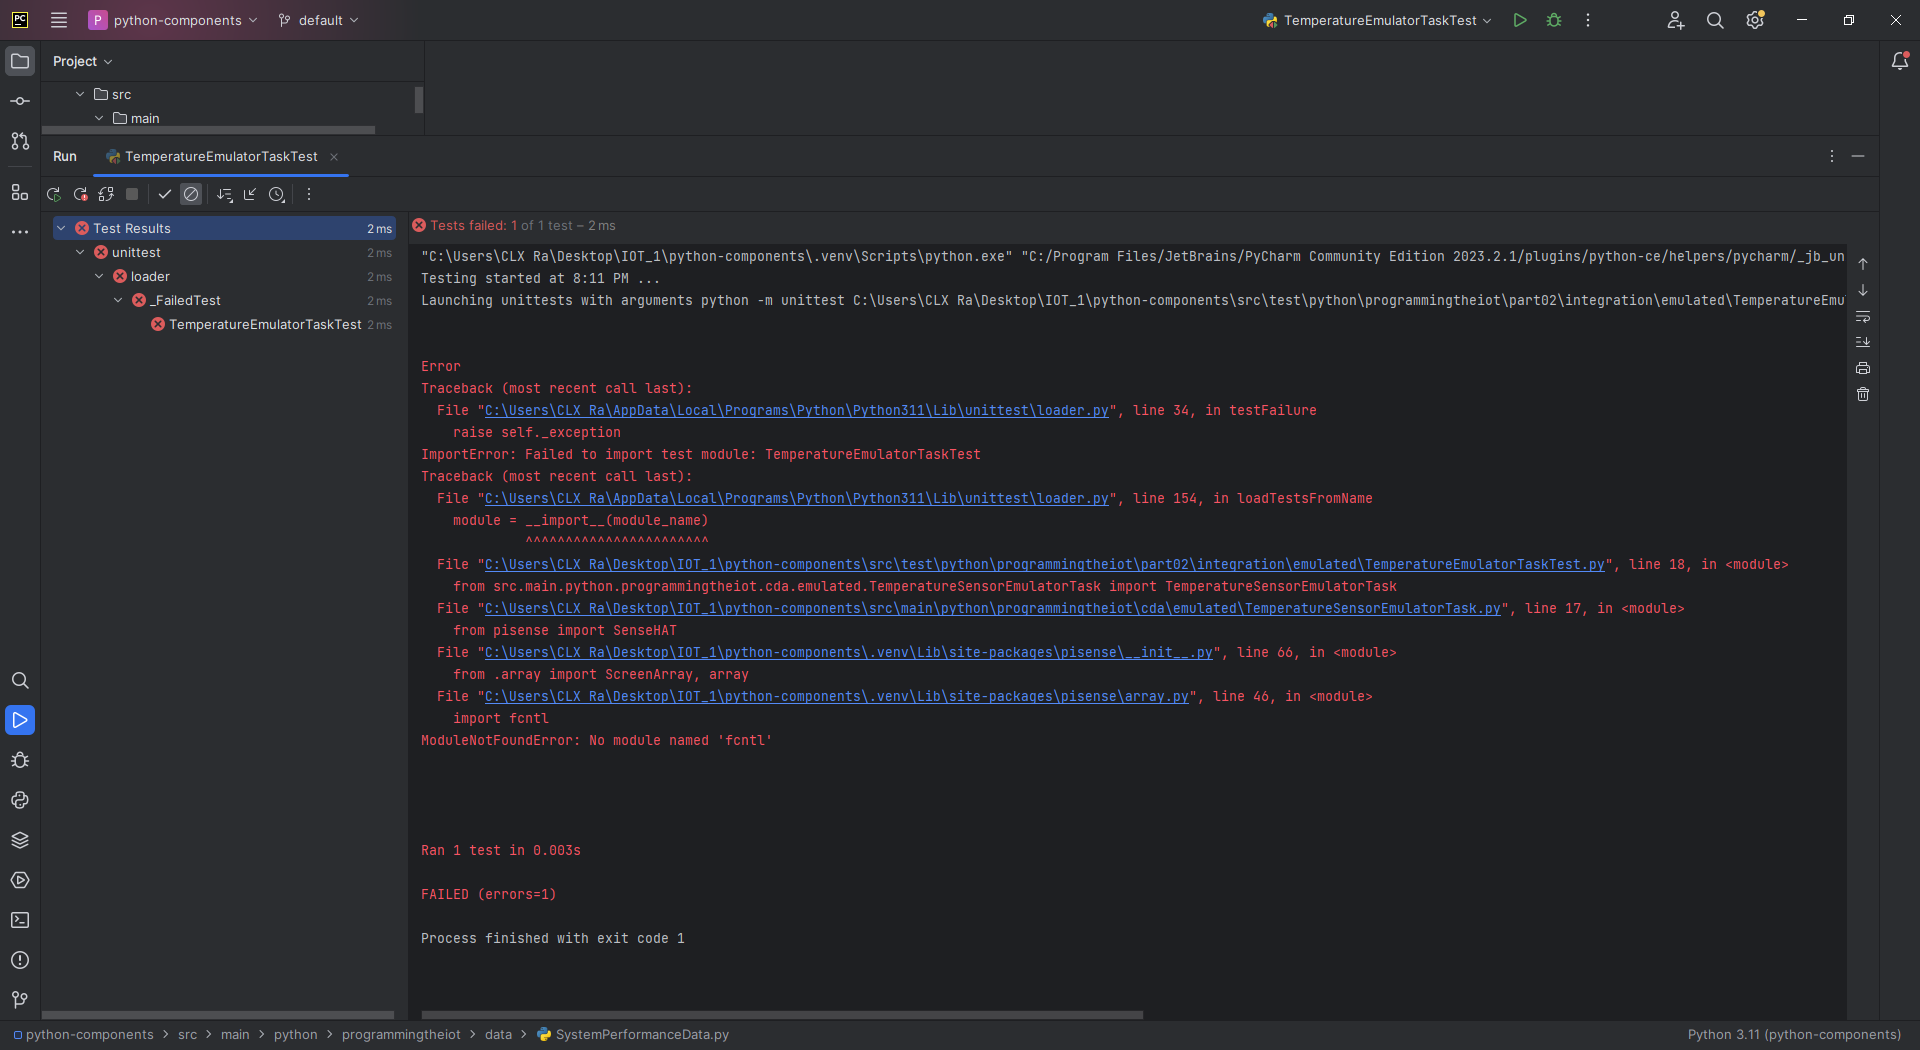 PC P python-components default TemperatureEmulatorTaskTest
Project
src
main
Run TemperatureEmulatorTaskTest
Test Results 2 ms
unittest 2 ms
loader 2 ms
_FailedTest 2 ms
TemperatureEmulatorTaskTest 2 ms
Tests failed: 1 of 1 test – 2 ms
"C:\Users\CLX Ra\Desktop\IOT_1\python-components\.venv\Scripts\python.exe" "C:/Program Files/JetBrains/PyCharm Community Edition 2023.2.1/plugins/python-ce/helpers/pycharm/_jb_un
Testing started at 8:11 PM ...
Launching unittests with arguments python -m unittest C:\Users\CLX Ra\Desktop\IOT_1\python-components\src\test\python\programmingtheiot\part02\integration\emulated\TemperatureEmu
Error
Traceback (most recent call last):
File "C:\Users\CLX Ra\AppData\Local\Programs\Python\Python311\Lib\unittest\loader.py", line 34, in testFailure
raise self._exception
ImportError: Failed to import test module: TemperatureEmulatorTaskTest
Traceback (most recent call last):
File "C:\Users\CLX Ra\AppData\Local\Programs\Python\Python311\Lib\unittest\loader.py", line 154, in loadTestsFromName
module = __import__(module_name)
^^^^^^^^^^^^^^^^^^^^^^^
File "C:\Users\CLX Ra\Desktop\IOT_1\python-components\src\test\python\programmingtheiot\part02\integration\emulated\TemperatureEmulatorTaskTest.py", line 18, in <module>
from src.main.python.programmingtheiot.cda.emulated.TemperatureSensorEmulatorTask import TemperatureSensorEmulatorTask
File "C:\Users\CLX Ra\Desktop\IOT_1\python-components\src\main\python\programmingtheiot\cda\emulated\TemperatureSensorEmulatorTask.py", line 17, in <module>
from pisense import SenseHAT
File "C:\Users\CLX Ra\Desktop\IOT_1\python-components\.venv\Lib\site-packages\pisense\__init__.py", line 66, in <module>
from .array import ScreenArray, array
File "C:\Users\CLX Ra\Desktop\IOT_1\python-components\.venv\Lib\site-packages\pisense\array.py", line 46, in <module>
import fcntl
ModuleNotFoundError: No module named 'fcntl'
Ran 1 test in 0.003s
FAILED (errors=1)
Process finished with exit code 1
python-components > src > main > python > programmingtheiot > data > SystemPerformanceData.py Python 3.11 (python-components)